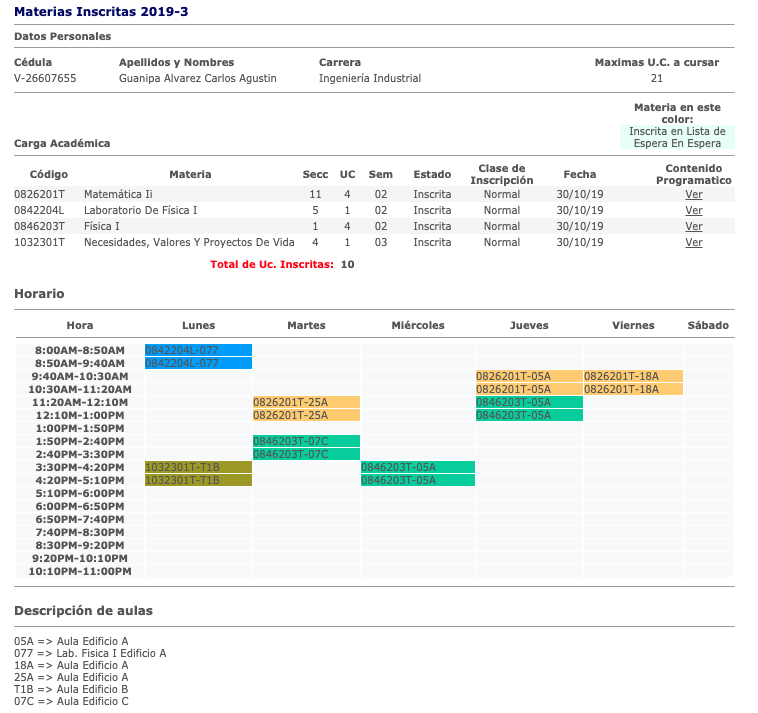 Materias Inscritas 2019-3
Datos Personales
Cédula Apellidos y Nombres Carrera Maximas U.C. a cursar
V-26607655 Guanipa Alvarez Carlos Agustin Ingeniería Industrial 21
Materia en este
color:
Inscrita en Lista de
Espera En Espera
Carga Académica
Código Materia Secc UC Sem Estado Clase de Inscripción Fecha Contenido Programatico
0826201T Matemática Ii 11 4 02 Inscrita Normal 30/10/19 Ver
0842204L Laboratorio De Física I 5 1 02 Inscrita Normal 30/10/19 Ver
0846203T Física I 1 4 02 Inscrita Normal 30/10/19 Ver
1032301T Necesidades, Valores Y Proyectos De Vida 4 1 03 Inscrita Normal 30/10/19 Ver
Total de Uc. Inscritas: 10
Horario
Hora Lunes Martes Miércoles Jueves Viernes Sábado
8:00AM-8:50AM 0842204L-077
8:50AM-9:40AM 0842204L-077
9:40AM-10:30AM 0826201T-05A 0826201T-18A
10:30AM-11:20AM 0826201T-05A 0826201T-18A
11:20AM-12:10M 0826201T-25A 0846203T-05A
12:10M-1:00PM 0826201T-25A 0846203T-05A
1:00PM-1:50PM
1:50PM-2:40PM 0846203T-07C
2:40PM-3:30PM 0846203T-07C
3:30PM-4:20PM 1032301T-T1B 0846203T-05A
4:20PM-5:10PM 1032301T-T1B 0846203T-05A
5:10PM-6:00PM
6:00PM-6:50PM
6:50PM-7:40PM
7:40PM-8:30PM
8:30PM-9:20PM
9:20PM-10:10PM
10:10PM-11:00PM
Descripción de aulas
05A => Aula Edificio A
077 => Lab. Fisica I Edificio A
18A => Aula Edificio A
25A => Aula Edificio A
T1B => Aula Edificio B
07C => Aula Edificio C